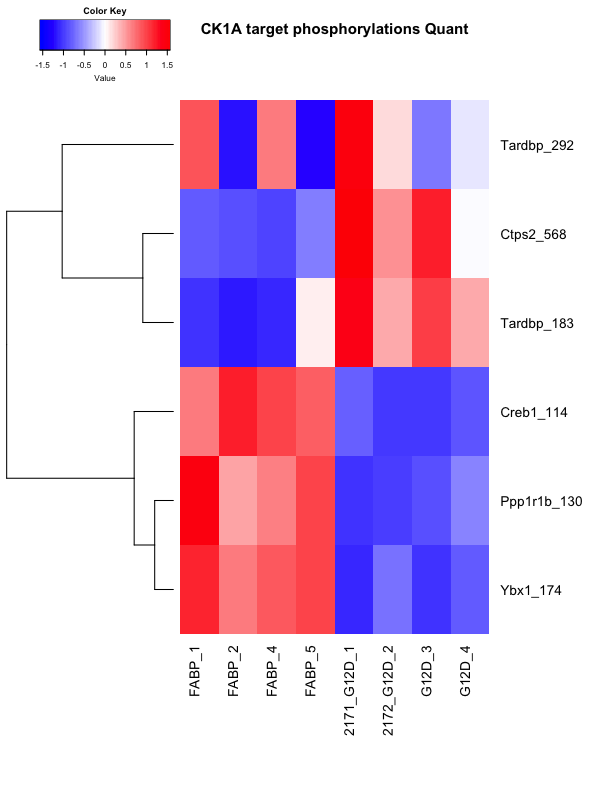 Color Key
CK1A target phosphorylations Quant
-1.5 -1 -0.5 0 0.5 1 1.5
Value
Tardbp_292
Ctps2_568
Tardbp_183
Creb1_114
Ppp1r1b_130
Ybx1_174
FABP_1
FABP_2
FABP_4
FABP_5
2171_G12D_1
2172_G12D_2
G12D_3
G12D_4